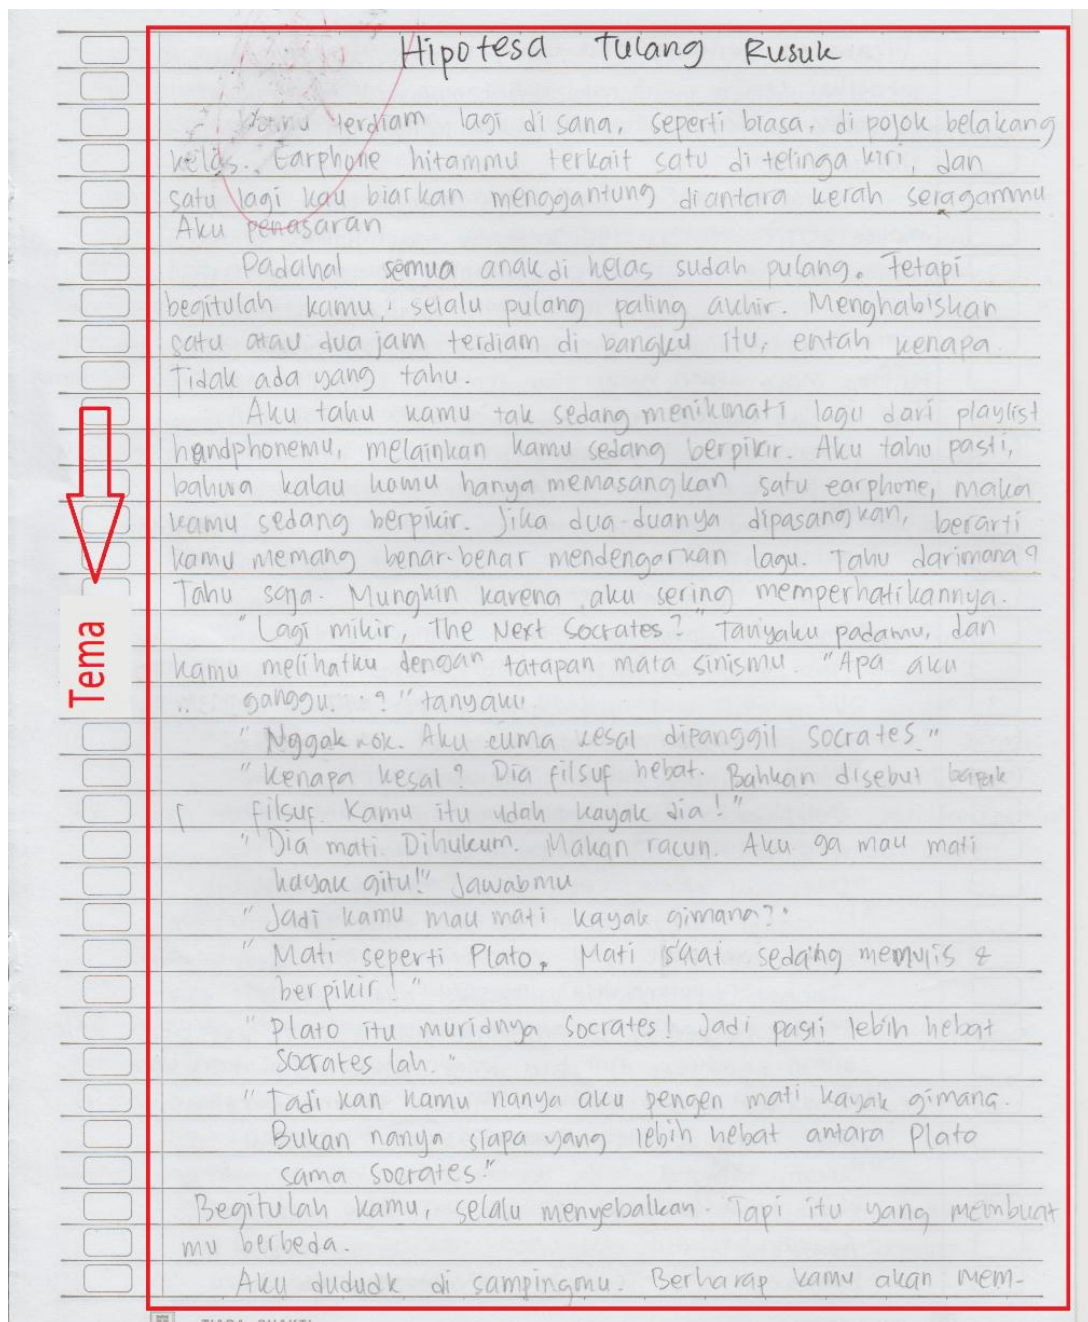 Hipotesa Tulang Rusuk
Kamu terdiam lagi di sana, seperti biasa, di pojok belakang
kelas.. Earphone hitammu terkait satu di telinga kiri, dan
satu lagi kau biarkan menggantung diantara kerah seragammu
Aku penasaran
Padahal semua anak di kelas sudah pulang. Tetapi
begitulah kamu, selalu pulang paling akhir. Menghabiskan
satu atau dua jam terdiam di bangku itu, entah kenapa.
Tidak ada yang tahu.
Aku tahu kamu tak sedang menikmati lagu dari playlist
handphonemu, melainkan kamu sedang berpikir. Aku tahu pasti,
bahwa kalau kamu hanya memasangkan satu earphone, maka
kamu sedang berpikir. Jika dua-duanya dipasangkan, berarti
kamu memang benar-benar mendengarkan lagu. Tahu darimana?
Tahu saja. Mungkin karena aku sering memperhatikannya.
Tema
"Lagi mikir, The Next Socrates?" Tanyaku padamu, dan
kamu melihatku dengan tatapan mata sinismu. "Apa aku
ganggu..?" tanyaku
"Nggak kok. Aku cuma kesal dipanggil Socrates."
"Kenapa kesal? Dia filsuf hebat. Bahkan disebut bapak
filsuf. Kamu itu udah kayak dia!"
"Dia mati. Dihukum. Makan racun. Aku ga mau mati
kayak gitu!" Jawabmu
"Jadi kamu mau mati kayak gimana?"
"Mati seperti Plato. Mati saat sedang menulis &
berpikir!"
"Plato itu muridnya Socrates! Jadi pasti lebih hebat
Socrates lah."
"Tadi kan kamu nanya aku pengen mati kayak gimana.
Bukan nanya siapa yang lebih hebat antara Plato
sama Socrates."
Begitulah kamu, selalu menyebalkan. Tapi itu yang membuat
mu berbeda.
Aku dududk di sampingmu. Berharap kamu akan mem-